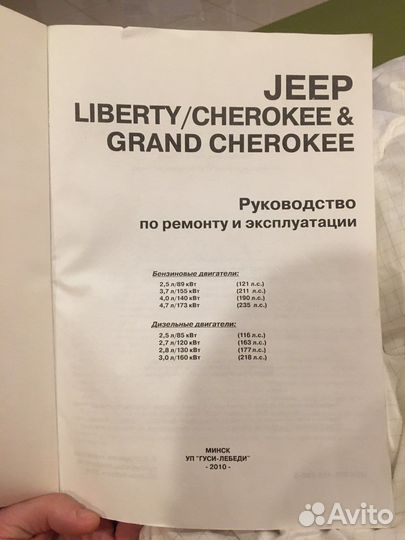 JEEP
LIBERTY/CHEROKEE &
GRAND CHEROKEE
Руководство
по ремонту и эксплуатации
Бензиновые двигатели:
2,5 л/89 кВт (121 л.с.)
3,7 л/155 кВт (211 л.с.)
4,0 л/140 кВт (190 л.с.)
4,7 л/173 кВт (235 л.с.)
Дизельные двигатели:
2,5 л/85 кВт (116 л.с.)
2,7 л/120 кВт (163 л.с.)
2,8 л/130 кВт (177 л.с.)
3,0 л/160 кВт (218 л.с.)
МИНСК
УП "ГУСИ-ЛЕБЕДИ"
- 2010 -
Avito